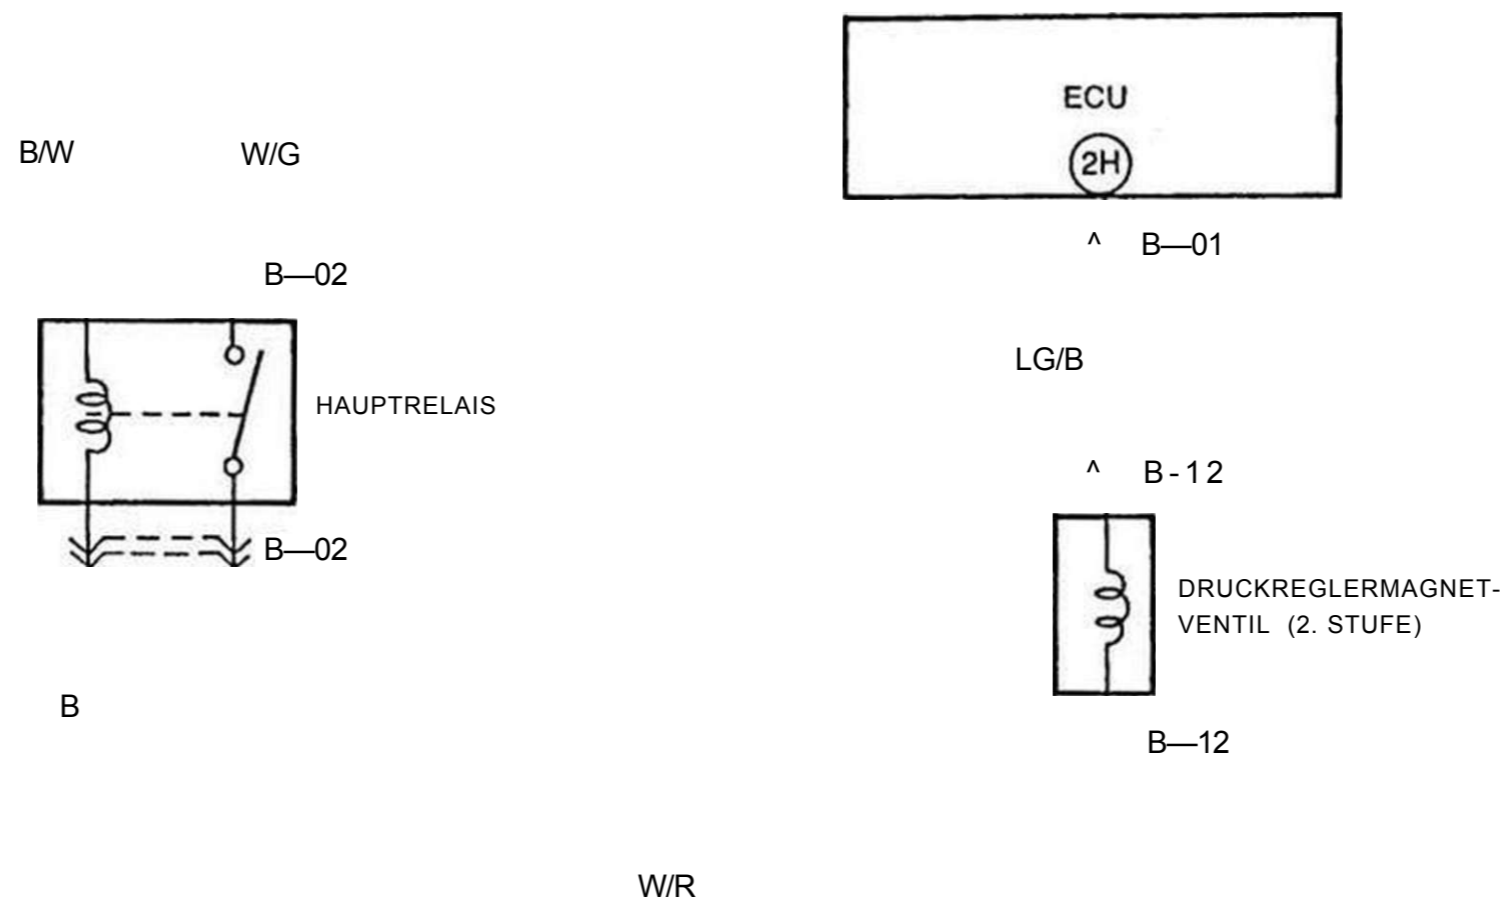 ECU
2H
B/W
W/G
^ B—01
B—02
LG/B
HAUPTRELAIS
^ B-12
B—02
DRUCKREGLERMAGNET-
VENTIL (2. STUFE)
B
B—12
W/R